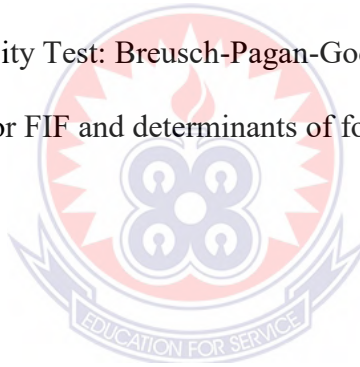 ity Test: Breusch-Pagan-Go
or FIF and determinants of fo
EDUCATION FOR SERVICE